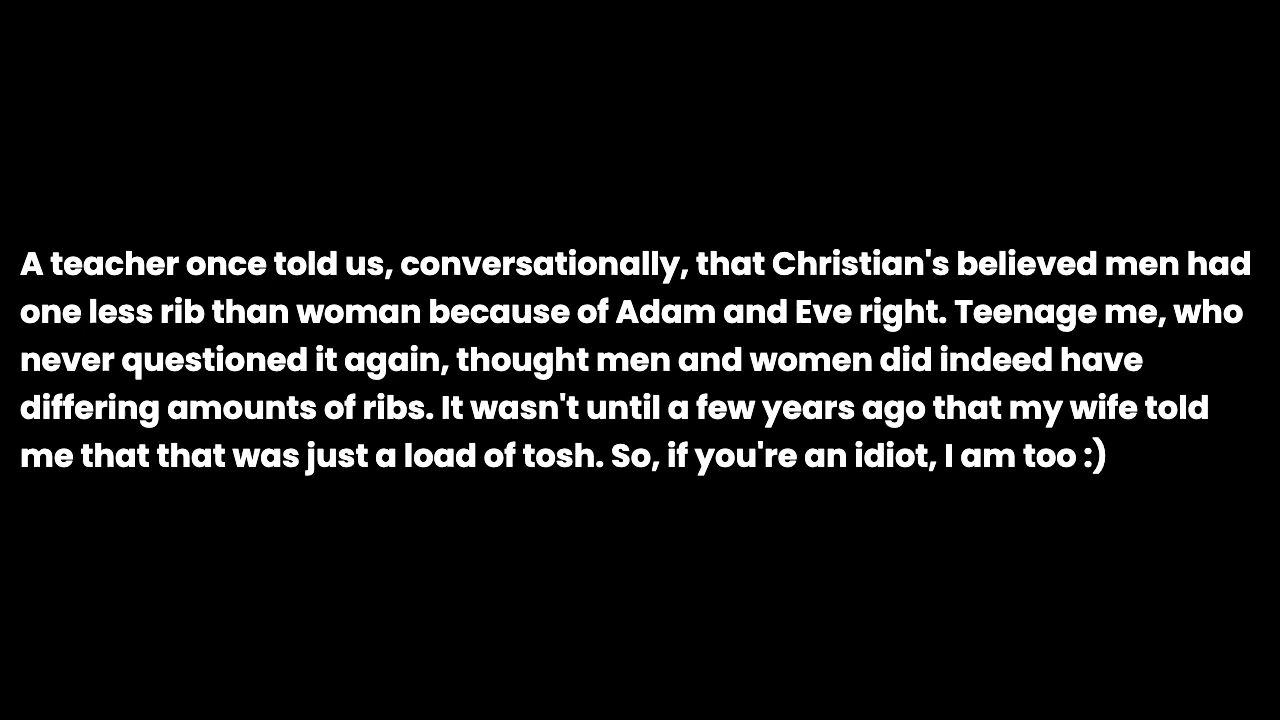 A teacher once told us, conversationally, that Christian's believed men had
one less rib than woman because of Adam and Eve right. Teenage me, who
never questioned it again, thought men and women did indeed have
differing amounts of ribs. It wasn't until a few years ago that my wife told
me that that was just a load of tosh. So, if you're an idiot, I am too :)